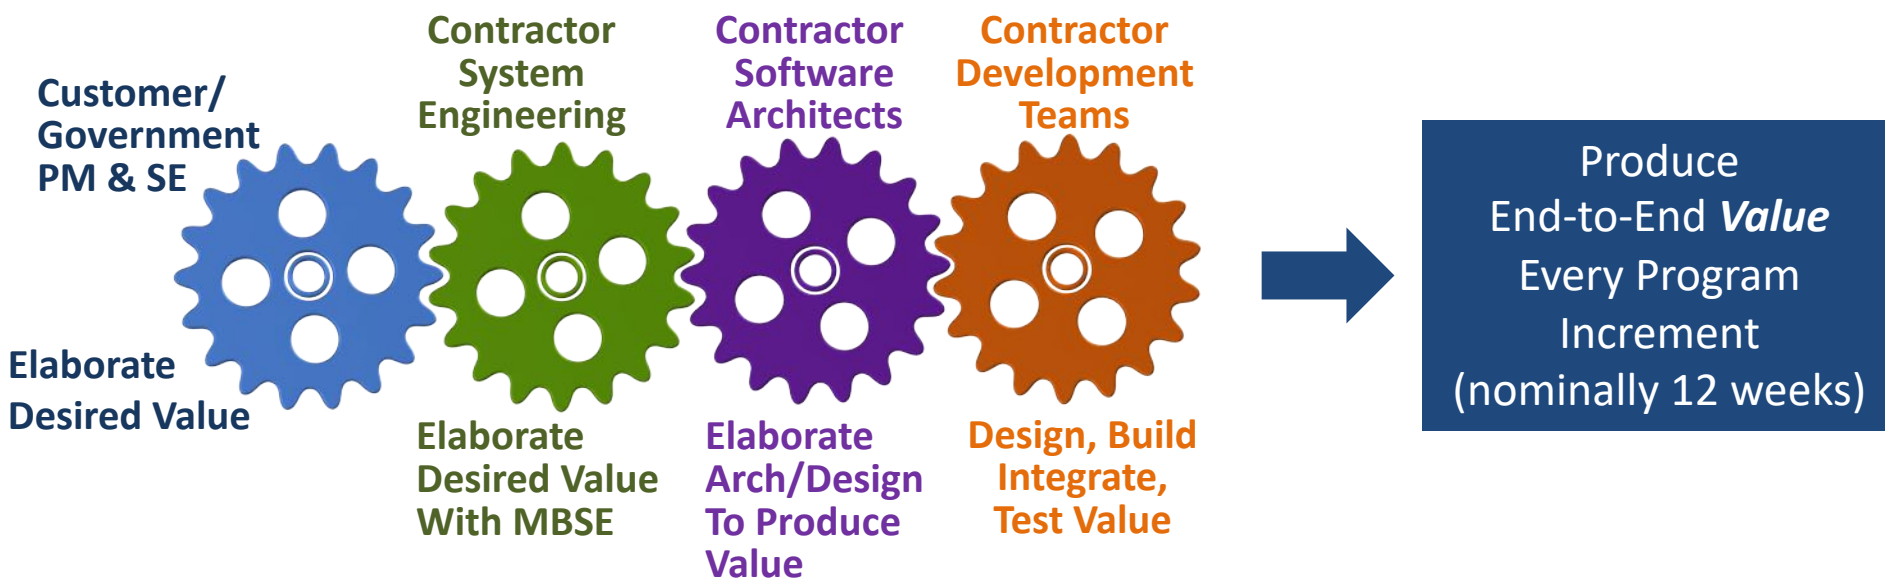 Customer/
Government
PM & SE
Elaborate
Desired Value
Contractor
System
Engineering
Elaborate
Desired Value
With MBSE
Contractor
Software
Architects
Elaborate
Arch/Design
To Produce
Value
Contractor
Development
Teams
Design, Build
Integrate,
Test Value
Produce
End-to-End Value
Every Program
Increment
(nominally 12 weeks)